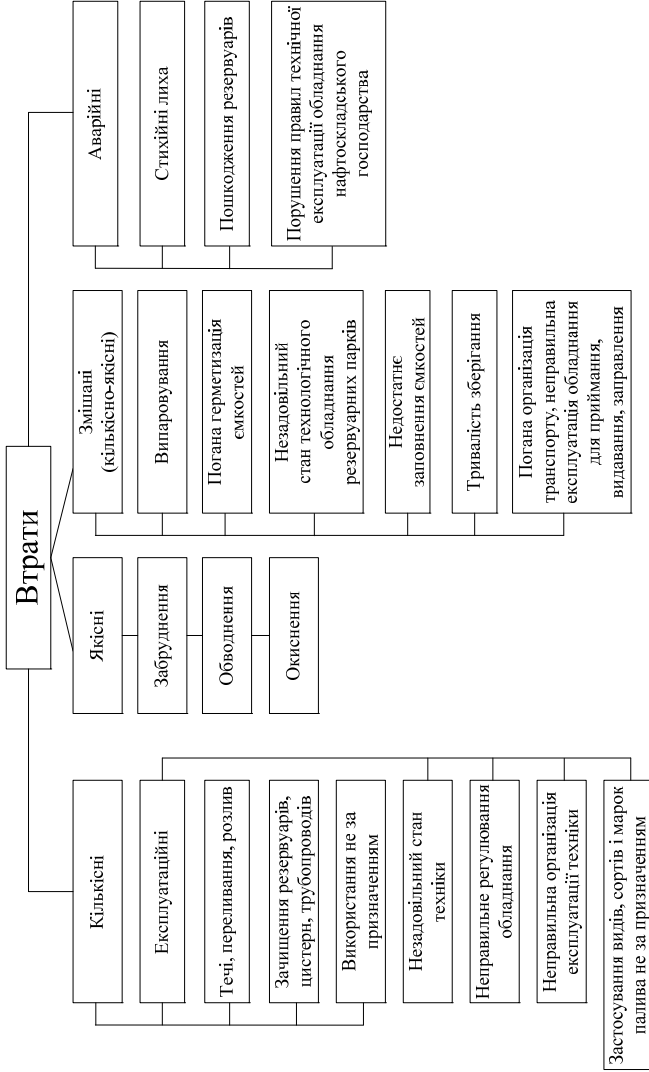 Втрати
Кількісні
Експлуатаційні
Течі, переливання, розлив
Зачищення резервуарів,
цистерн, трубопроводів
Використання не за
призначенням
Незадовільний стан
техніки
Неправильне регулювання
обладнання
Неправильна організація
експлуатації техніки
Застосування видів, сортів і марок
палива не за призначенням
Якісні
Забруднення
Обводнення
Окиснення
Змішані
(кількісно-якісні)
Випаровування
Погана герметизація
ємкостей
Незадовільний
стан технологічного
обладнання
резервуарних парків
Недостатнє
заповнення ємкостей
Тривалість зберігання
Погана організація
транспорту, неправильна
експлуатація обладнання
для приймання,
видавання, заправлення
Аварійні
Стихійні лиха
Пошкодження резервуарів
Порушення правил технічної
експлуатації обладнання
нафтоскладського
господарства